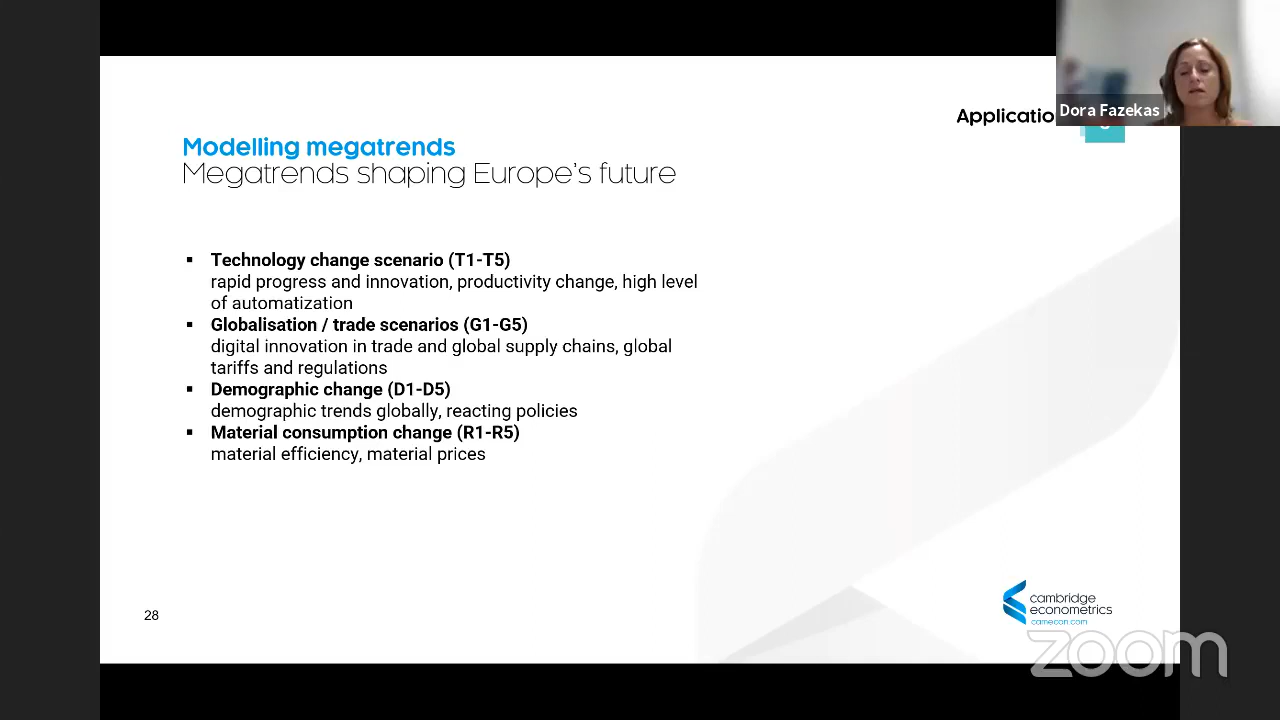 Dora Fazekas
Applicatio
Modelling megatrends
Megatrends shaping Europe's future
▪ Technology change scenario (T1-T5)
rapid progress and innovation, productivity change, high level
of automatization
▪ Globalisation / trade scenarios (G1-G5)
digital innovation in trade and global supply chains, global
tariffs and regulations
▪ Demographic change (D1-D5)
demographic trends globally, reacting policies
▪ Material consumption change (R1-R5)
material efficiency, material prices
28
cambridge
econometrics
camecon.com
zoom